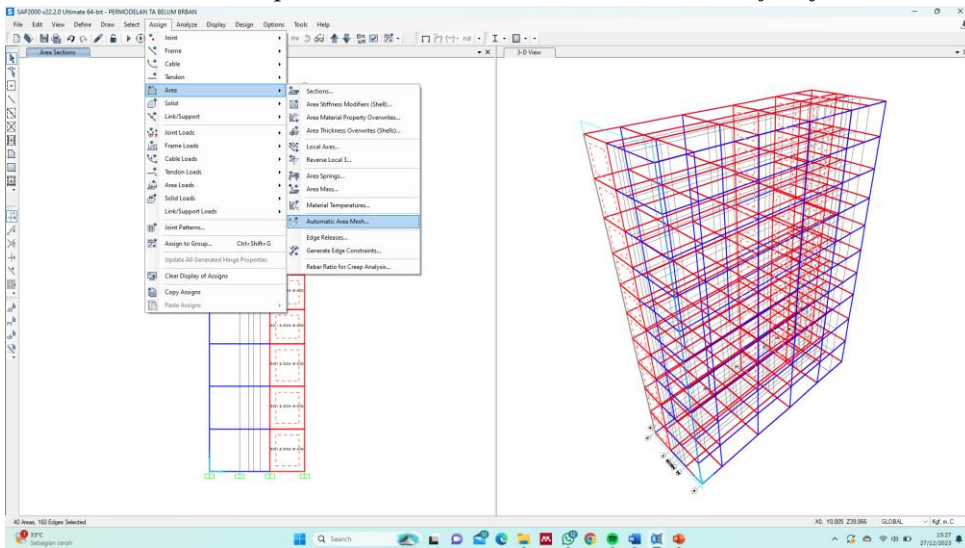 SAP2000 v22.2.0 Ultimate 64-bit - PERMODELAN TA BELUM BRBAN
File Edit View Define Draw Select Assign Analyze Display Design Options Tools Help
Area Sections
3-D View
Joint
Frame
Cable
Tendon
Area
Solid
Link/Support
Joint Loads
Frame Loads
Cable Loads
Tendon Loads
Area Loads
Solid Loads
Link/Support Loads
Joint Patterns...
Assign to Group... Ctrl+Shift+G
Update All Generated Hinge Properties
Clear Display of Assigns
Copy Assigns
Paste Assigns
Sections...
Area Stiffness Modifiers (Shell)...
Area Material Property Overwrites...
Area Thickness Overwrites (Shells)...
Local Axes...
Reverse Local 3...
Area Springs...
Area Mass...
Material Temperatures...
Automatic Area Mesh...
Edge Releases...
Generate Edge Constraints...
Rebar Ratio for Creep Analysis...
40 Areas, 160 Edges Selected
X0, Y0,005 Z39,066
GLOBAL
Kgf, m, C
33°C
Sebagian cerah
Search
15:27
27/12/2023